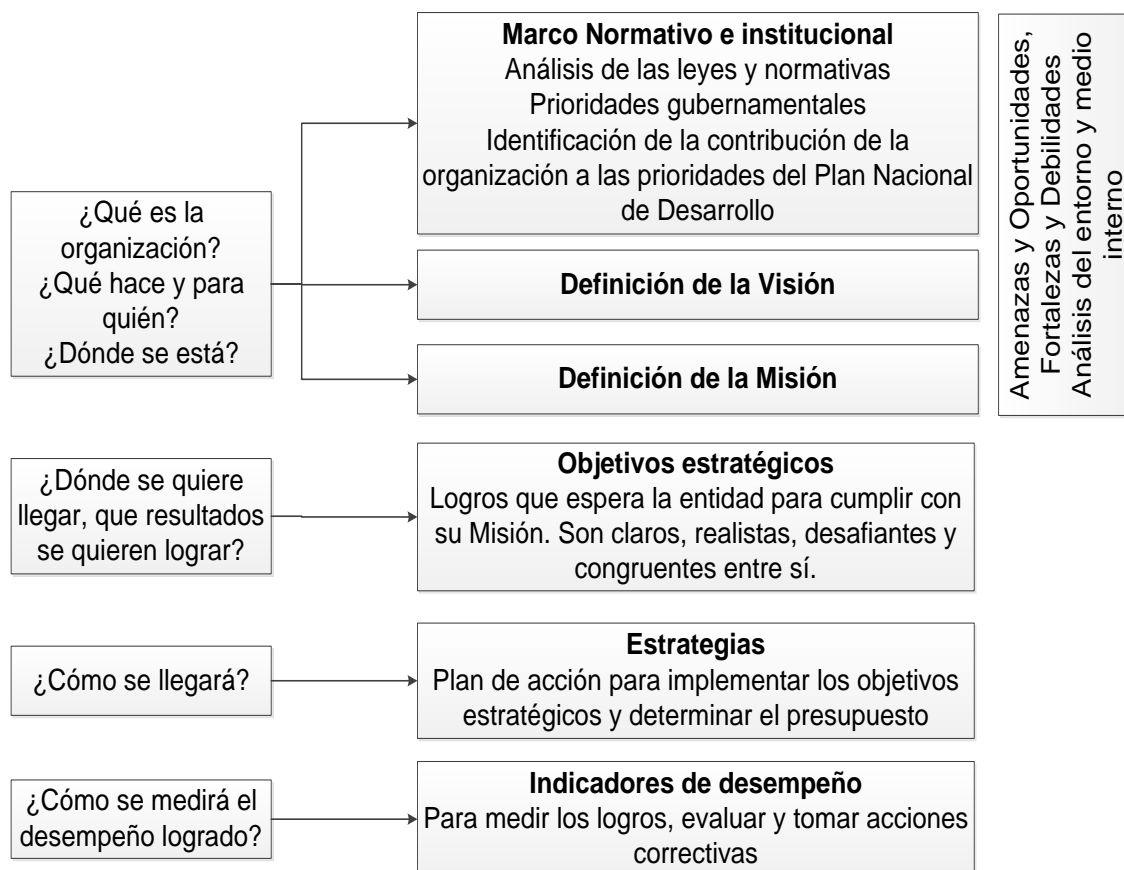 ¿Qué es la
organización?
¿Qué hace y para
quién?
¿Dónde se está?
Marco Normativo e institucional
Análisis de las leyes y normativas
Prioridades gubernamentales
Identificación de la contribución de la
organización a las prioridades del Plan Nacional
de Desarrollo
Definición de la Visión
Definición de la Misión
Amenazas y Oportunidades,
Fortalezas y Debilidades
Análisis del entorno y medio
interno
¿Dónde se quiere
llegar, que resultados
se quieren lograr?
Objetivos estratégicos
Logros que espera la entidad para cumplir con
su Misión. Son claros, realistas, desafiantes y
congruentes entre sí.
¿Cómo se llegará?
Estrategias
Plan de acción para implementar los objetivos
estratégicos y determinar el presupuesto
¿Cómo se medirá el
desempeño logrado?
Indicadores de desempeño
Para medir los logros, evaluar y tomar acciones
correctivas